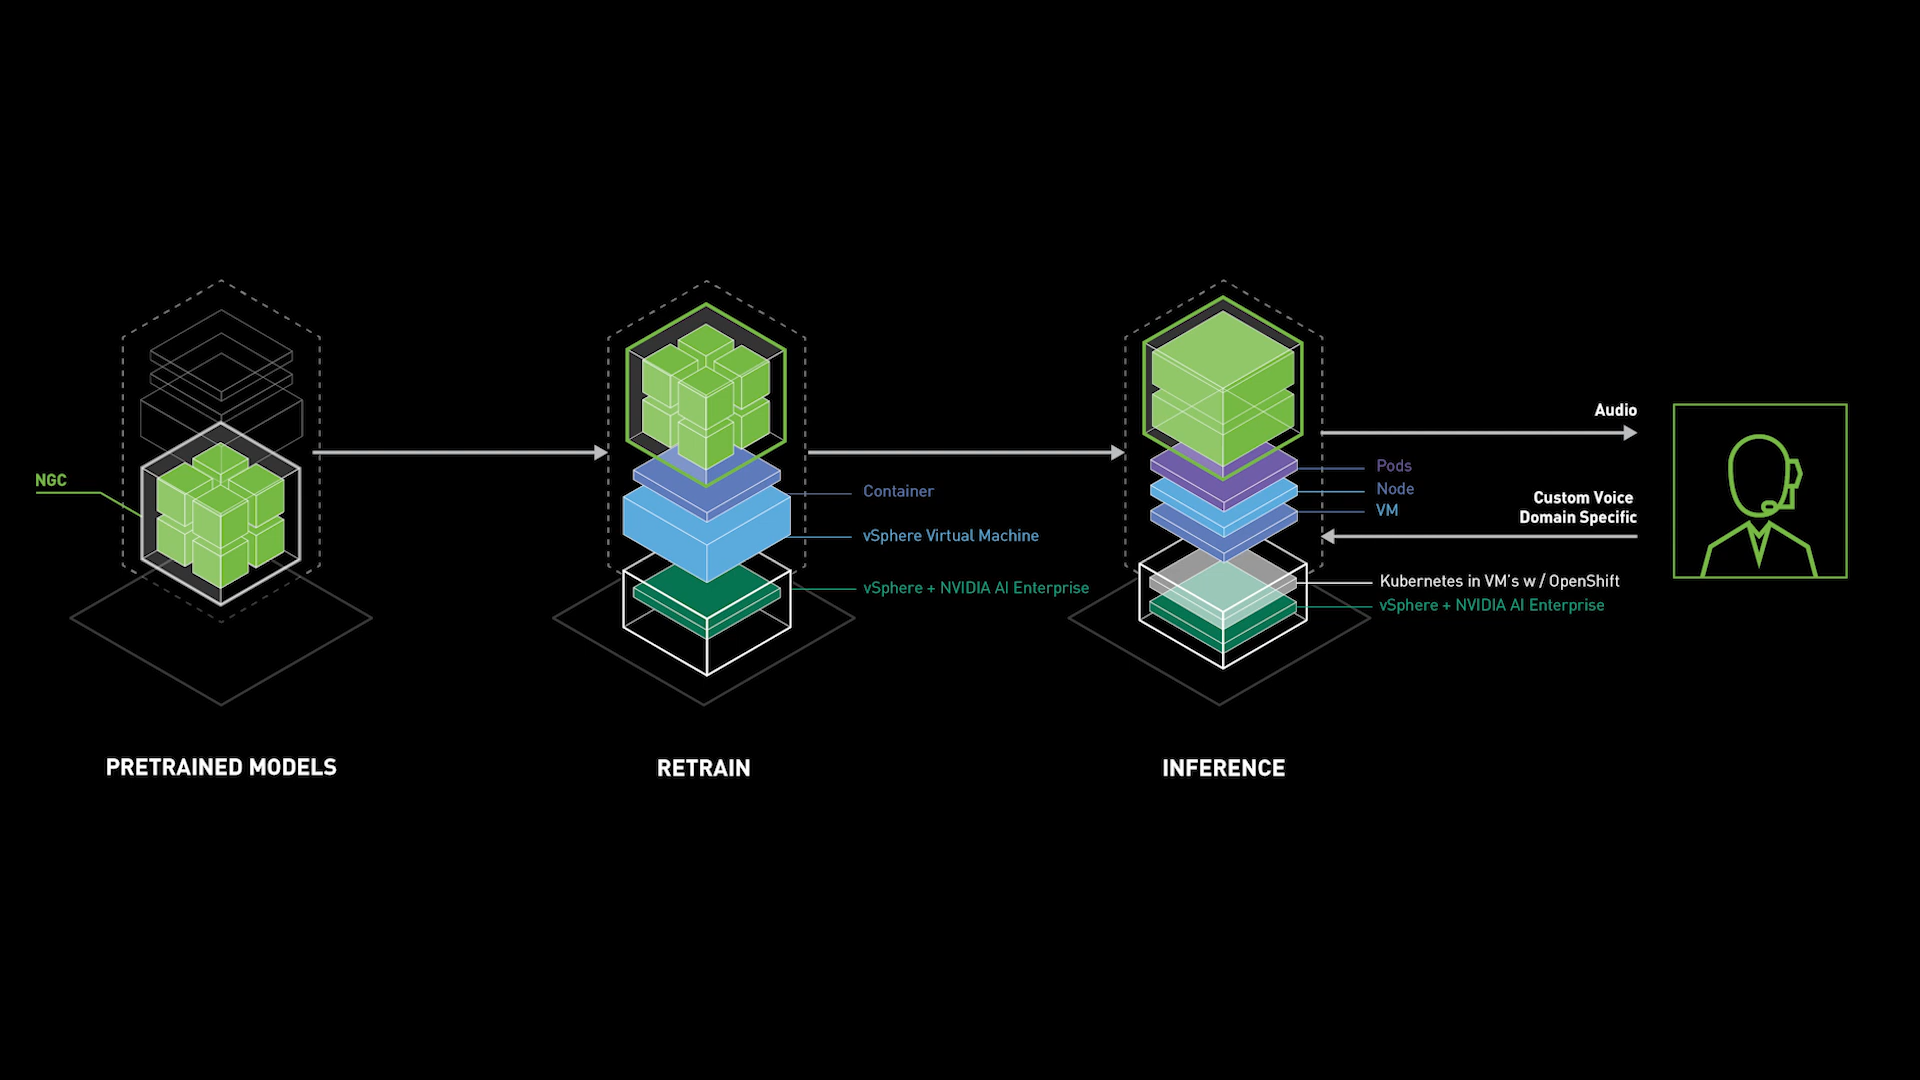 NGC
PRETRAINED MODELS
Container
vSphere Virtual Machine
vSphere + NVIDIA AI Enterprise
RETRAIN
Pods
Node
VM
Kubernetes in VM's w / OpenShift
vSphere + NVIDIA AI Enterprise
INFERENCE
Audio
Custom Voice
Domain Specific